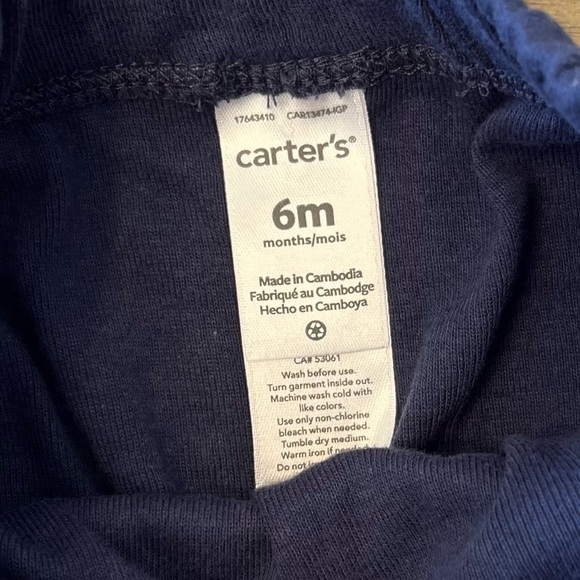 17643410 CAR13474-IGP
carter's®
6m
months/mois
Made in Cambodia
Fabriqué au Cambodge
Hecho en Camboya
CA# 53061
Wash before use.
Turn garment inside out.
Machine wash cold with
like colors.
Use only non-chlorine
bleach when needed.
Tumble dry medium.
Warm iron if needed.
Do not